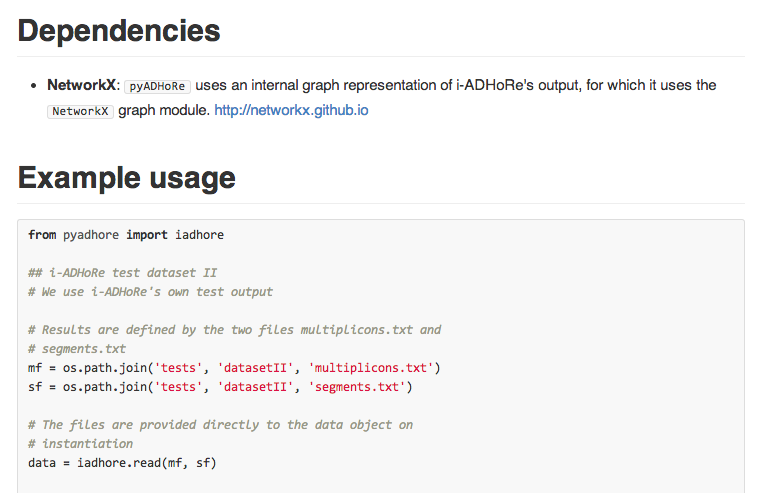 Dependencies
• NetworkX: pyADHoRe uses an internal graph representation of i-ADHoRe's output, for which it uses the
NetworkX graph module. http://networkx.github.io
Example usage
from pyadhore import iadhore
## i-ADHoRe test dataset II
# We use i-ADHoRe's own test output
# Results are defined by the two files multiplicons.txt and
# segments.txt
mf = os.path.join('tests', 'datasetII', 'multiplicons.txt')
sf = os.path.join('tests', 'datasetII', 'segments.txt')
# The files are provided directly to the data object on
# instantiation
data = iadhore.read(mf, sf)